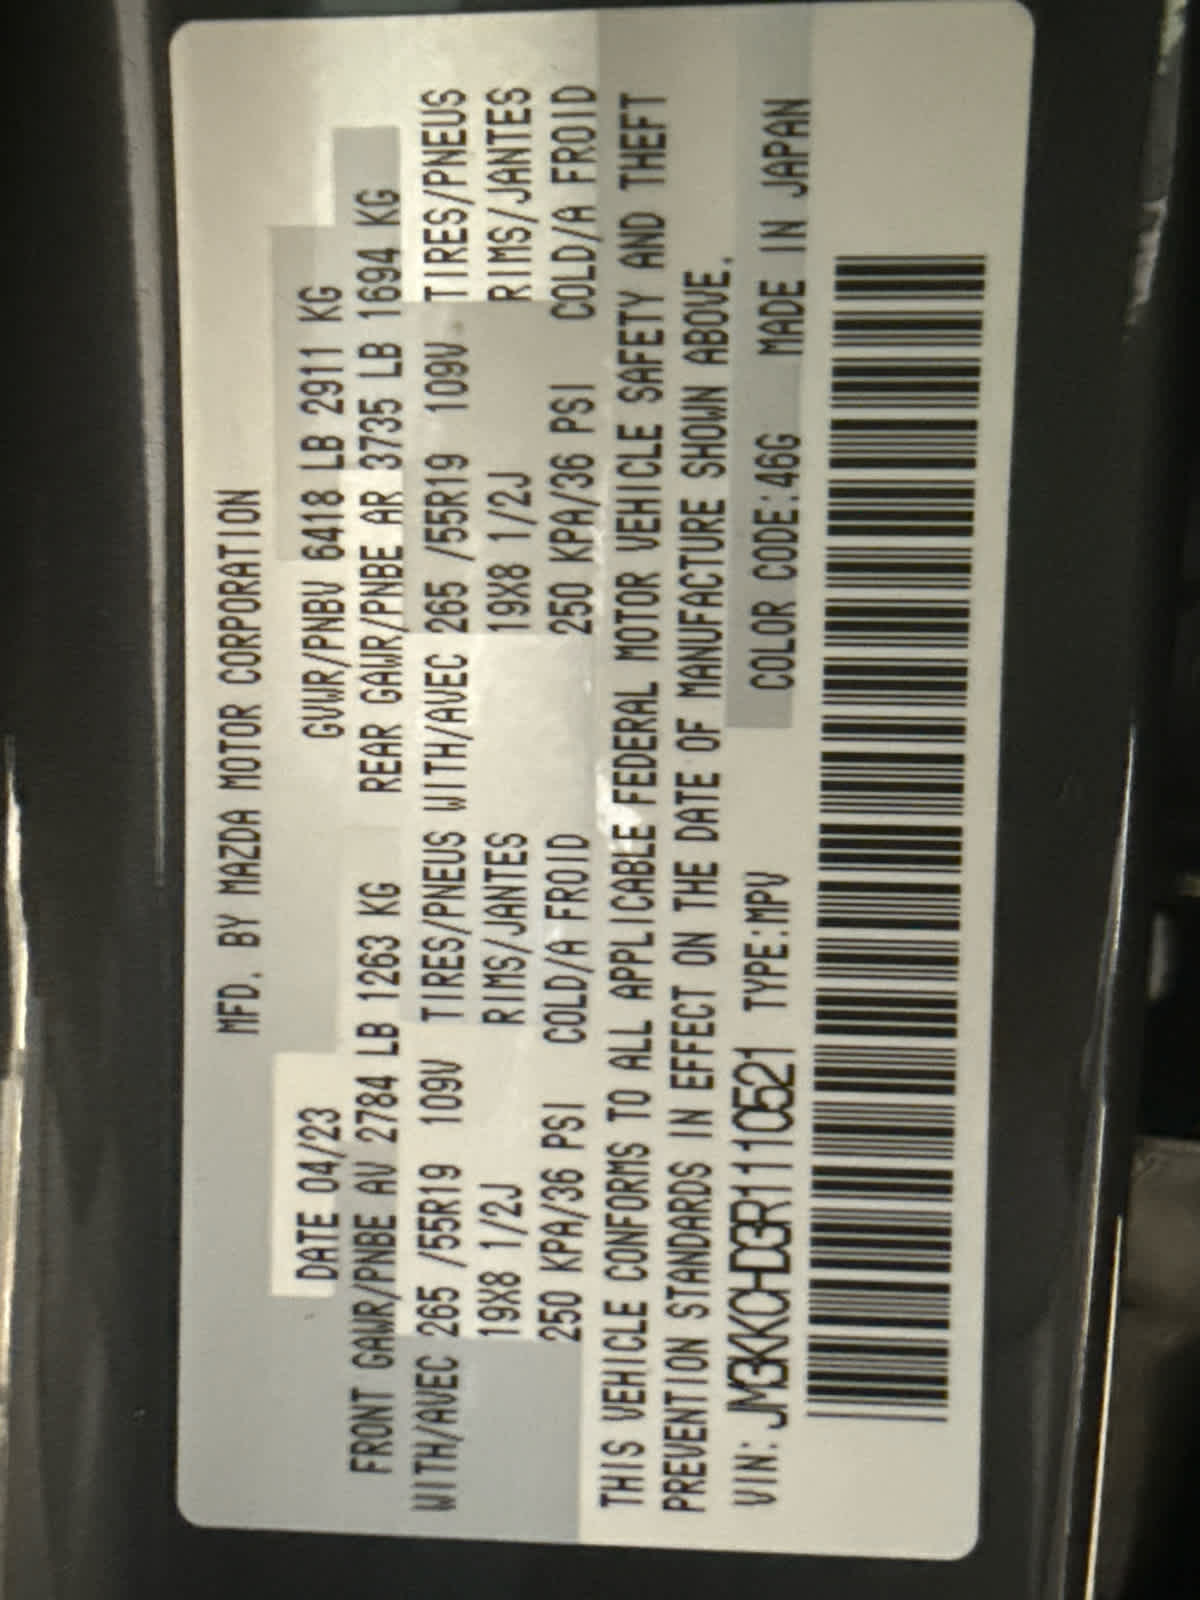 MFD. BY MAZDA MOTOR CORPORATION
DATE 04/23 GVWR/PNBV 6418 LB 2911 KG
FRONT GAWR/PNBE AV 2784 LB 1263 KG REAR GAWR/PNBE AR 3735 LB 1694 KG
WITH/AVEC 265 /55R19 109V TIRES/PNEUS WITH/AVEC 265 /55R19 109V TIRES/PNEUS
19X8 1/2J RIMS/JANTES 19X8 1/2J RIMS/JANTES
250 KPA/36 PSI COLD/A FROID 250 KPA/36 PSI COLD/A FROID
THIS VEHICLE CONFORMS TO ALL APPLICABLE FEDERAL MOTOR VEHICLE SAFETY AND THEFT
PREVENTION STANDARDS IN EFFECT ON THE DATE OF MANUFACTURE SHOWN ABOVE.
VIN: JM3KKCHD3R1110521 TYPE:MPV COLOR CODE:46G MADE IN JAPAN